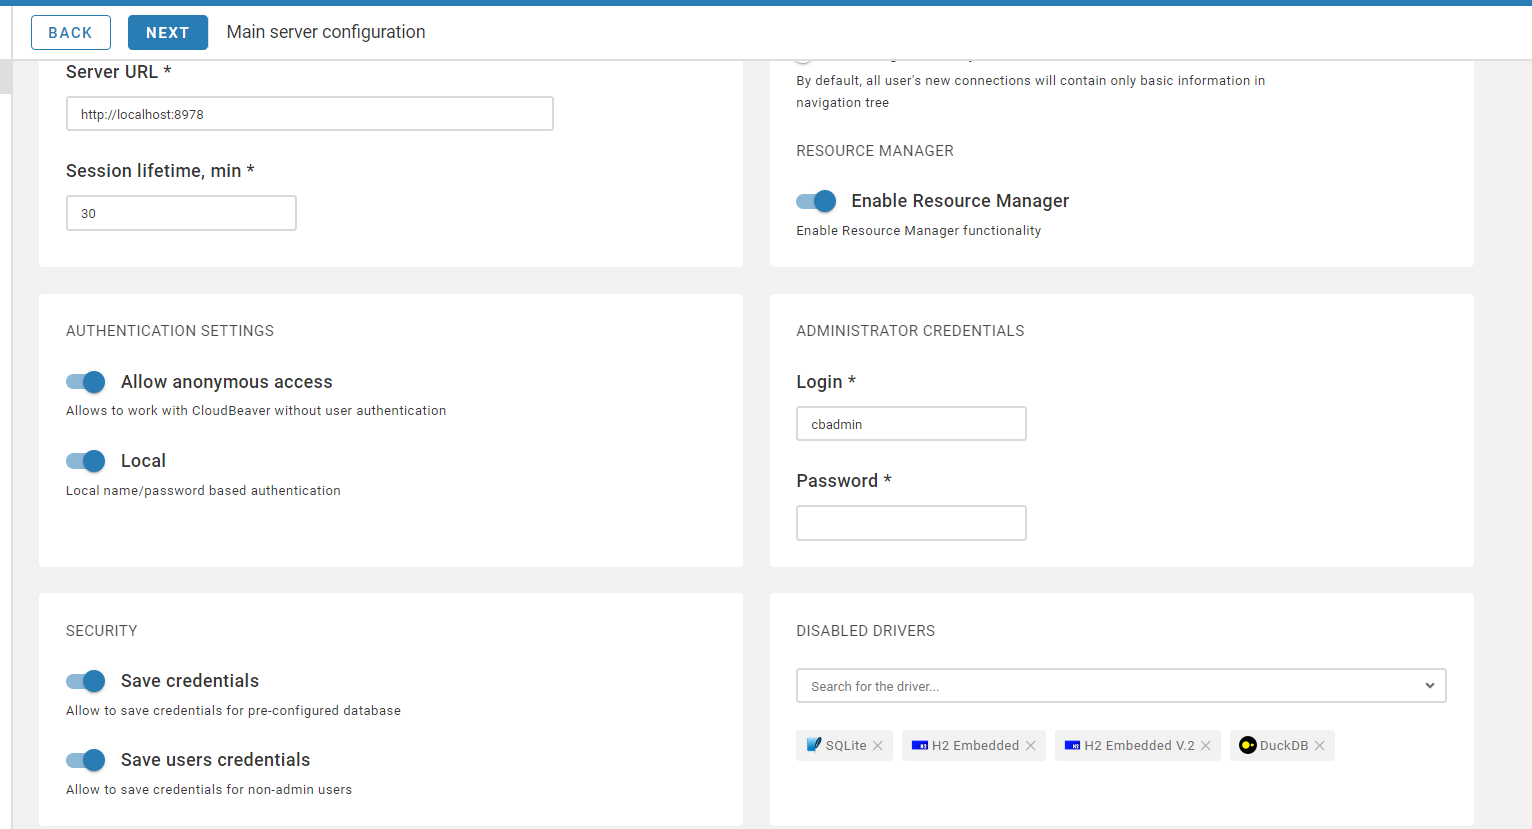 BACK
NEXT
Main server configuration
Server URL *
http://localhost:8978
Session lifetime, min *
30
By default, all user's new connections will contain only basic information in
navigation tree
RESOURCE MANAGER
Enable Resource Manager
Enable Resource Manager functionality
AUTHENTICATION SETTINGS
Allow anonymous access
Allows to work with CloudBeaver without user authentication
Local
Local name/password based authentication
ADMINISTRATOR CREDENTIALS
Login *
cbadmin
Password *
SECURITY
Save credentials
Allow to save credentials for pre-configured database
Save users credentials
Allow to save credentials for non-admin users
DISABLED DRIVERS
Search for the driver...
SQLite
H2 Embedded
H2 Embedded V.2
DuckDB